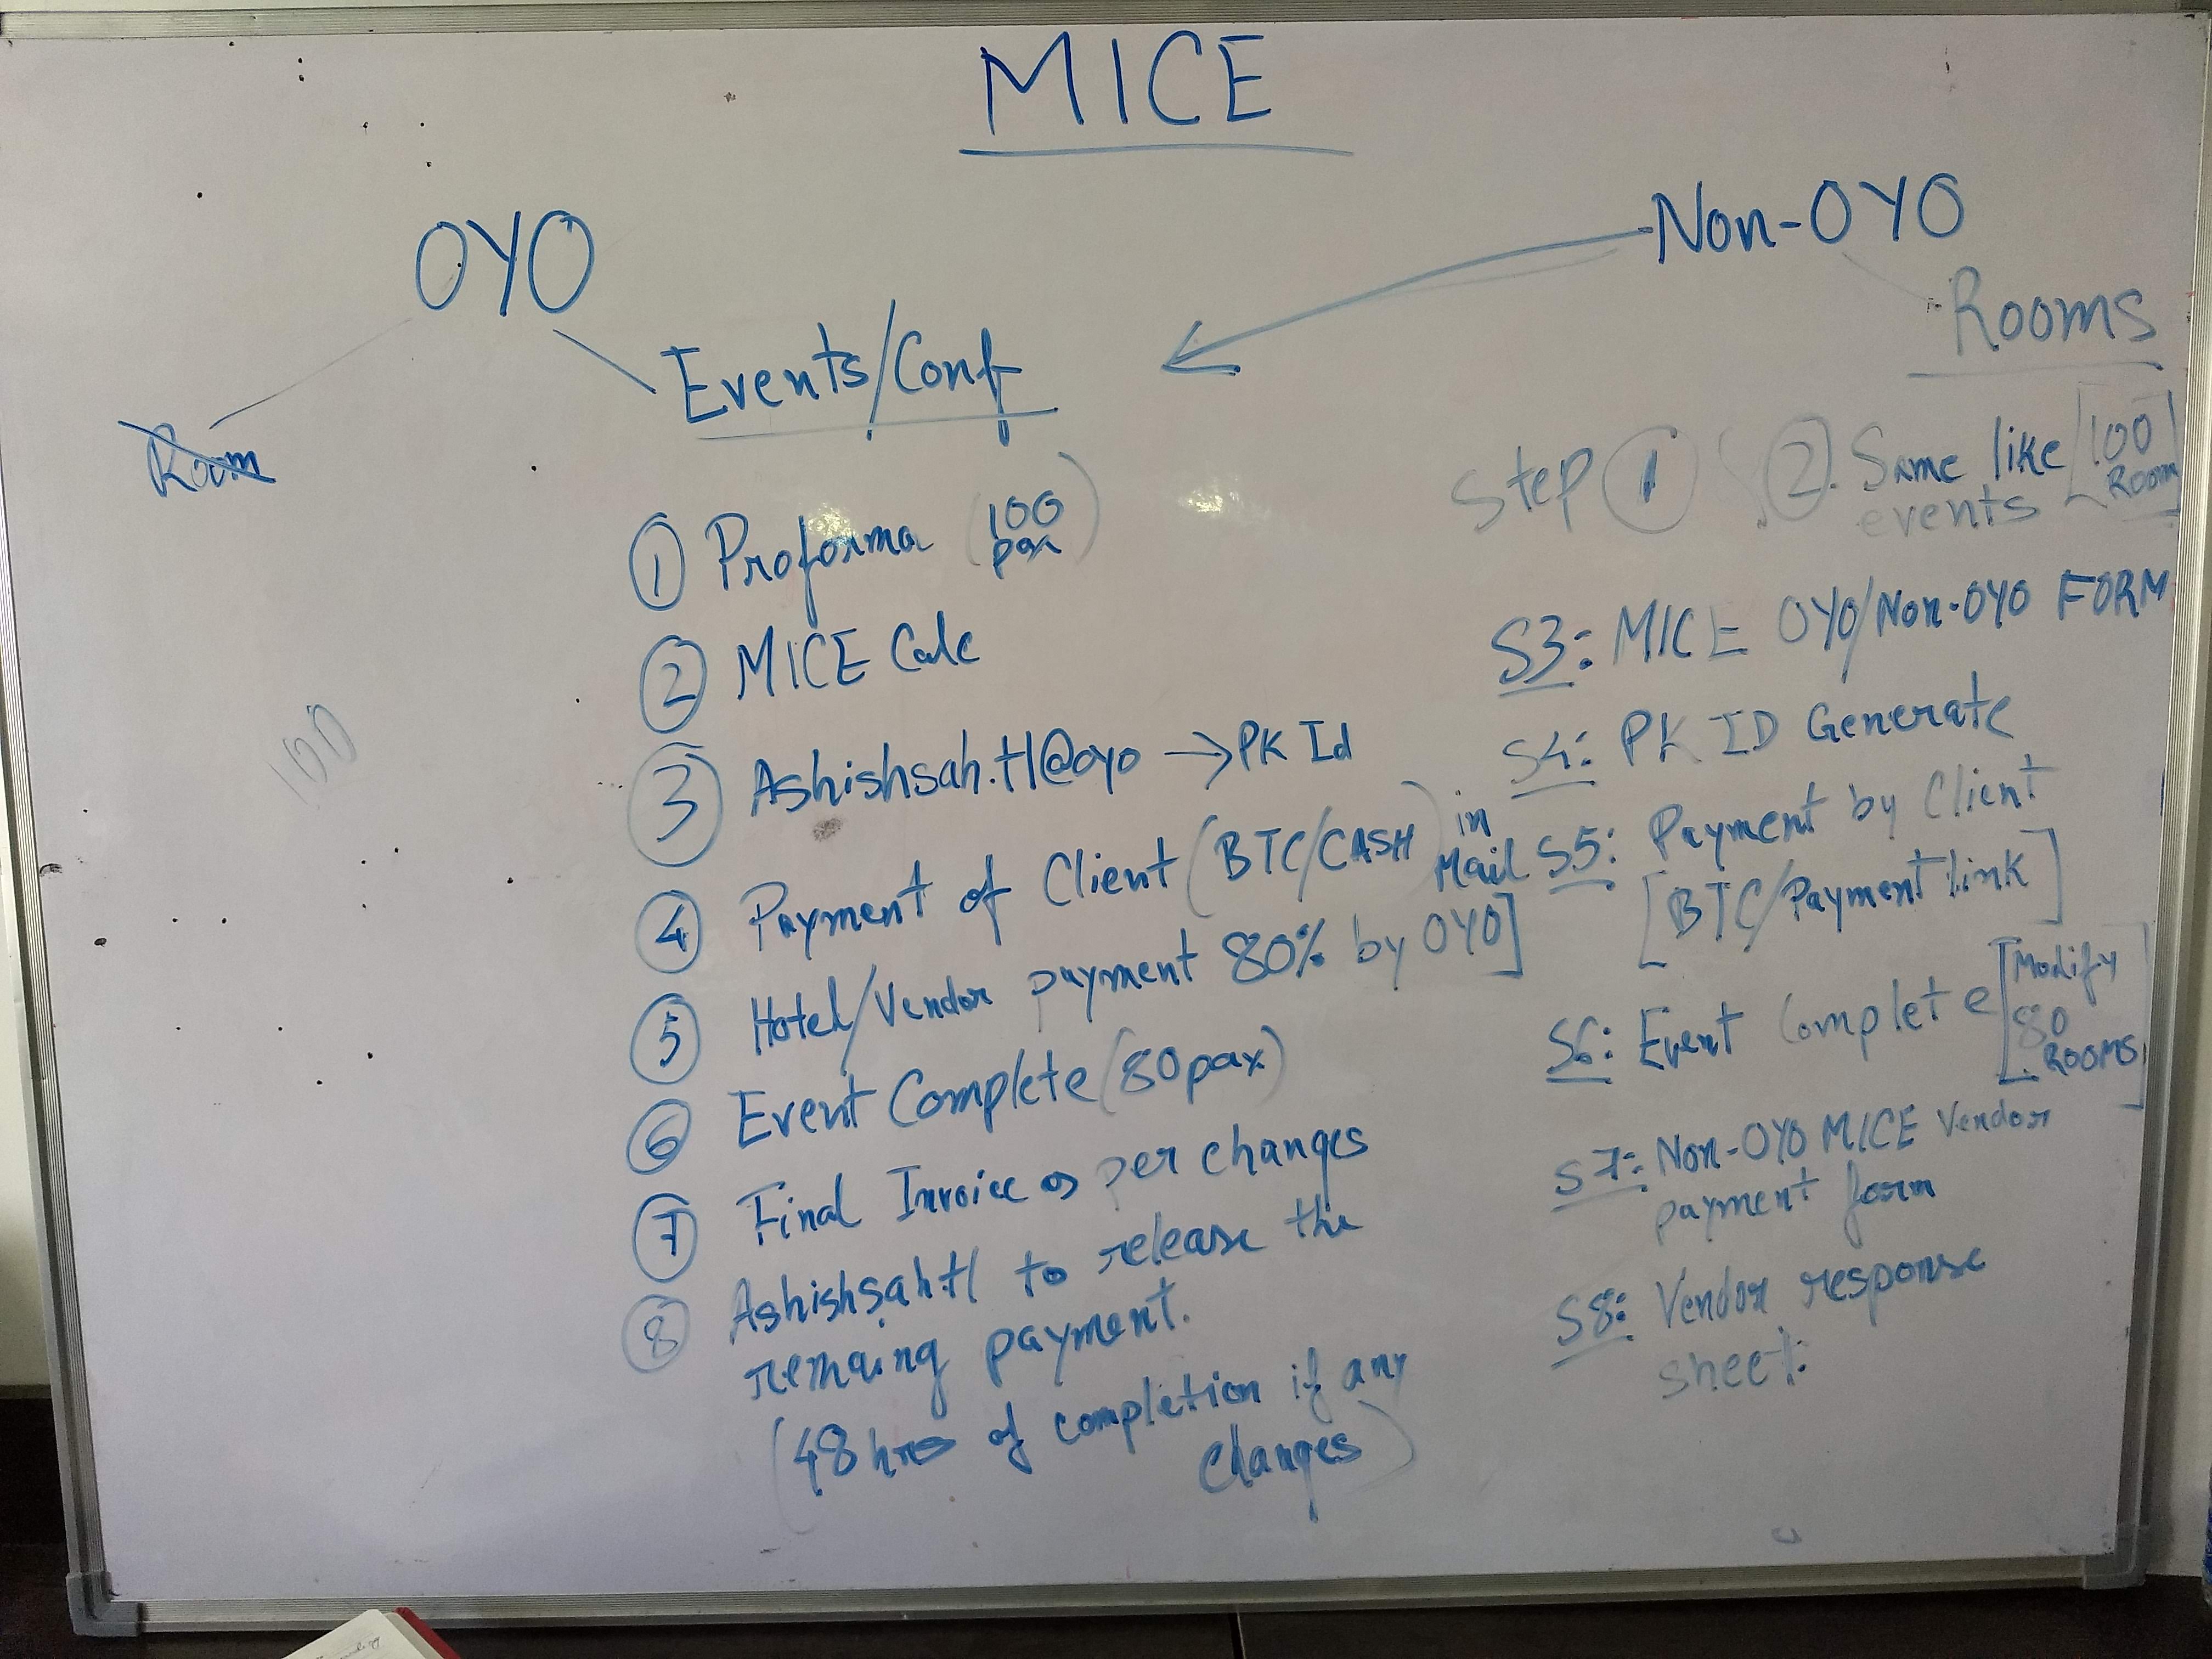 MICE
OYO
Non-OYO
Rooms
Events/Conf
Room
① Proforma (100 pax)
② MICE Calc
③ Ashishsah.tl@oyo → PK Id
④ Payment of Client (BTC/CASH) in Mail
⑤ Hotel/Vendor payment 80% by OYO]
⑥ Event Complete (80 pax)
⑦ Final Invoice as per changes
⑧ Ashishsah.tl to release the
remaing payment.
(48 hrs of completion if any
changes)
100
Step ① ② Same like [100 Room]
events
S3: MICE OYO/Non-OYO FORM
S4: PK ID Generate
S5: Payment by Client
[BTC/Payment link]
S6: Event Complete [Modify 80 ROOMS]
S7: Non-OYO MICE Vendor
payment form
S8: Vendor response
sheet.